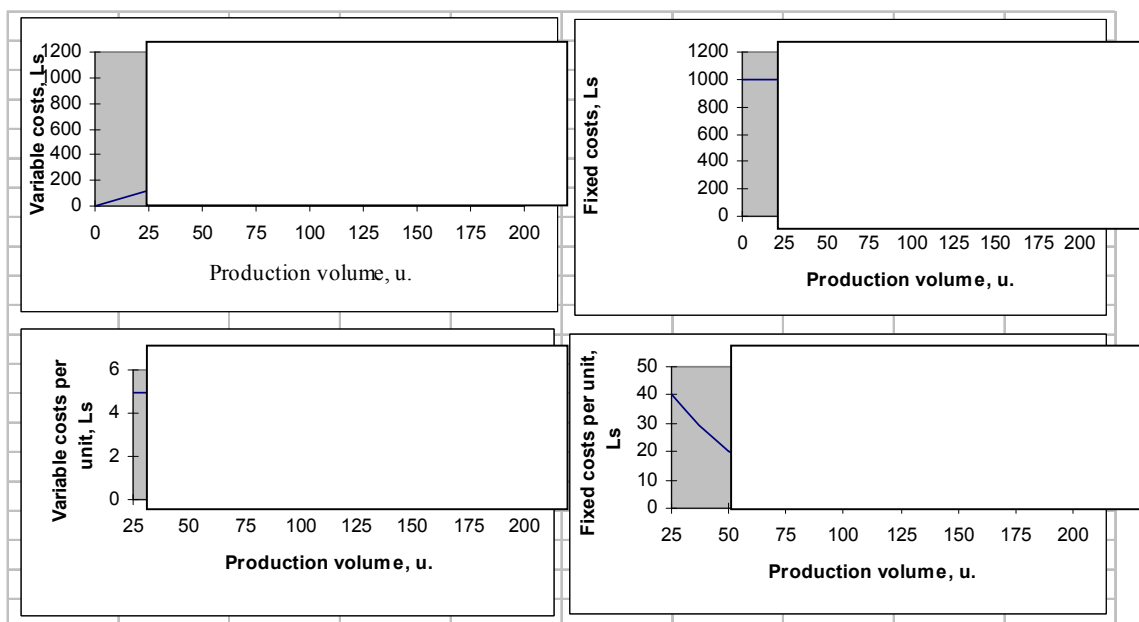 Variable costs, Ls
1200
1000
800
600
400
200
0
0 25 50 75 100 125 150 175 200
Production volume, u.
Fixed costs, Ls
1200
1000
800
600
400
200
0
0 25 50 75 100 125 150 175 200
Production volume, u.
Variable costs per
unit, Ls
6
4
2
0
25 50 75 100 125 150 175 200
Production volume, u.
Fixed costs per unit,
Ls
50
40
30
20
10
0
25 50 75 100 125 150 175 200
Production volume, u.